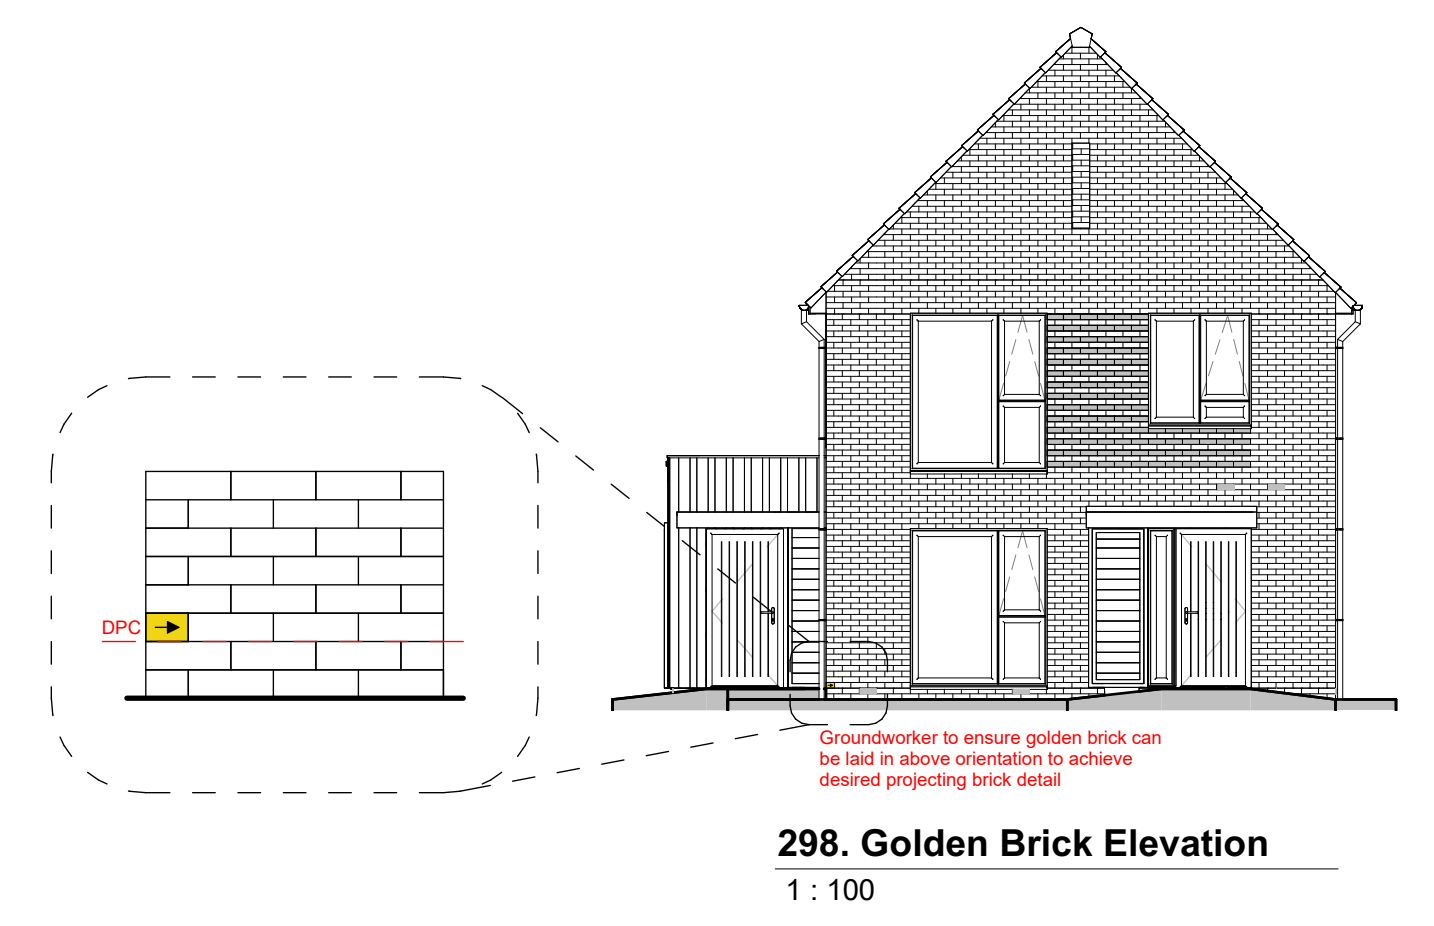 DPC
Groundworker to ensure golden brick can
be laid in above orientation to achieve
desired projecting brick detail
298. Golden Brick Elevation
1 : 100